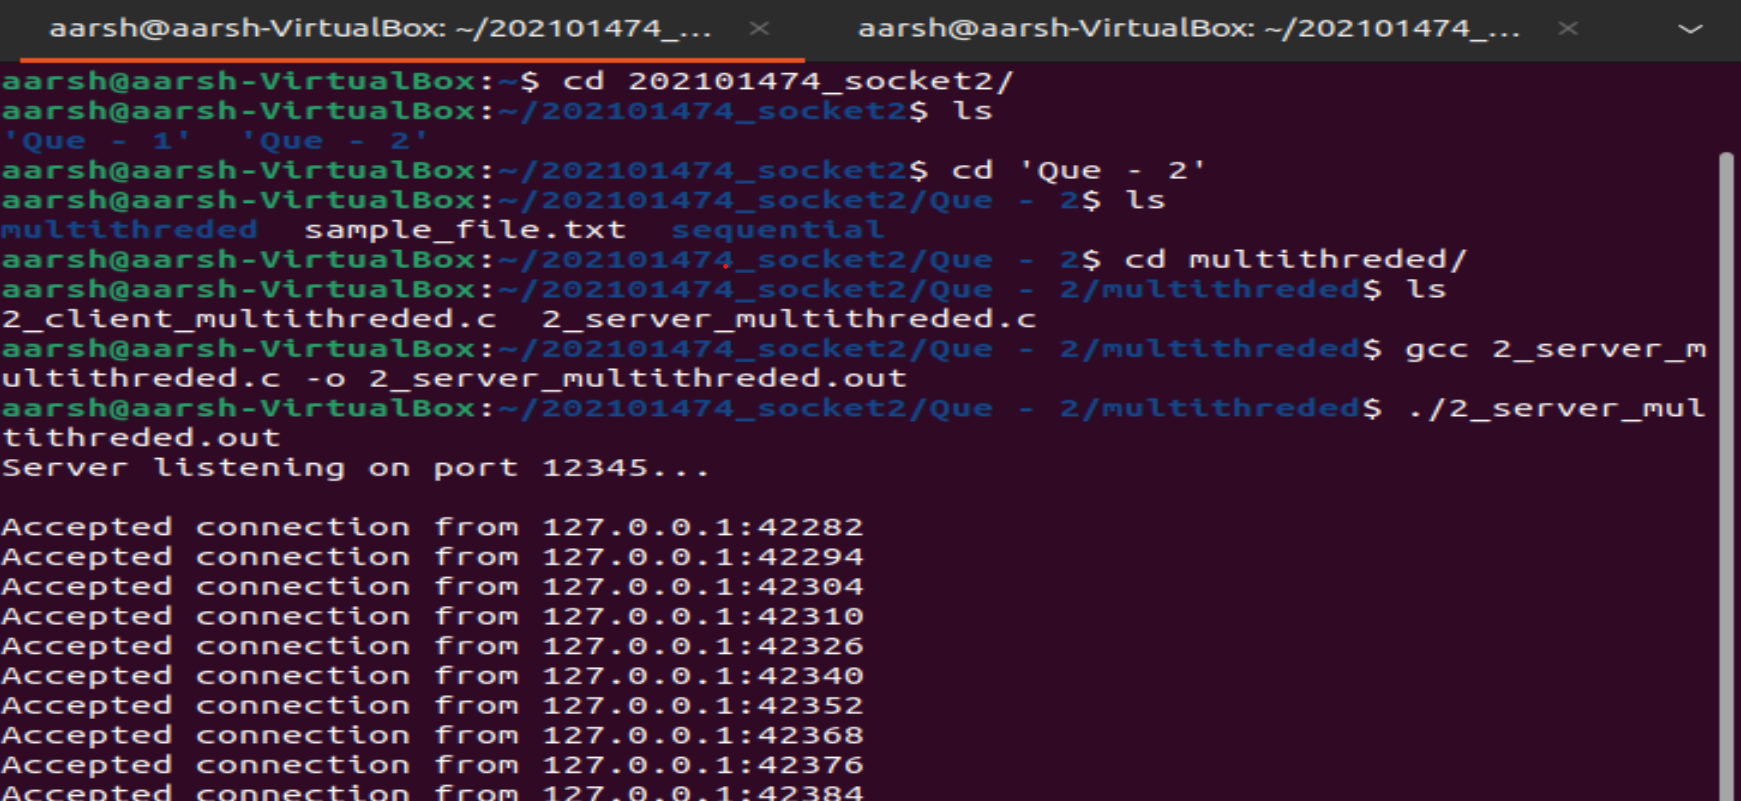 aarsh@aarsh-VirtualBox: ~/202101474_... × aarsh@aarsh-VirtualBox: ~/202101474_... ×
aarsh@aarsh-VirtualBox:~$ cd 202101474_socket2/
aarsh@aarsh-VirtualBox:~/202101474_socket2$ ls
'Que - 1'  'Que - 2'
aarsh@aarsh-VirtualBox:~/202101474_socket2$ cd 'Que - 2'
aarsh@aarsh-VirtualBox:~/202101474_socket2/Que - 2$ ls
multithreded  sample_file.txt  sequential
aarsh@aarsh-VirtualBox:~/202101474_socket2/Que - 2$ cd multithreded/
aarsh@aarsh-VirtualBox:~/202101474_socket2/Que - 2/multithreded$ ls
2_client_multithreded.c  2_server_multithreded.c
aarsh@aarsh-VirtualBox:~/202101474_socket2/Que - 2/multithreded$ gcc 2_server_m
ultithreded.c -o 2_server_multithreded.out
aarsh@aarsh-VirtualBox:~/202101474_socket2/Que - 2/multithreded$ ./2_server_mul
tithreded.out
Server listening on port 12345...
Accepted connection from 127.0.0.1:42282
Accepted connection from 127.0.0.1:42294
Accepted connection from 127.0.0.1:42304
Accepted connection from 127.0.0.1:42310
Accepted connection from 127.0.0.1:42326
Accepted connection from 127.0.0.1:42340
Accepted connection from 127.0.0.1:42352
Accepted connection from 127.0.0.1:42368
Accepted connection from 127.0.0.1:42376
Accepted connection from 127.0.0.1:42384